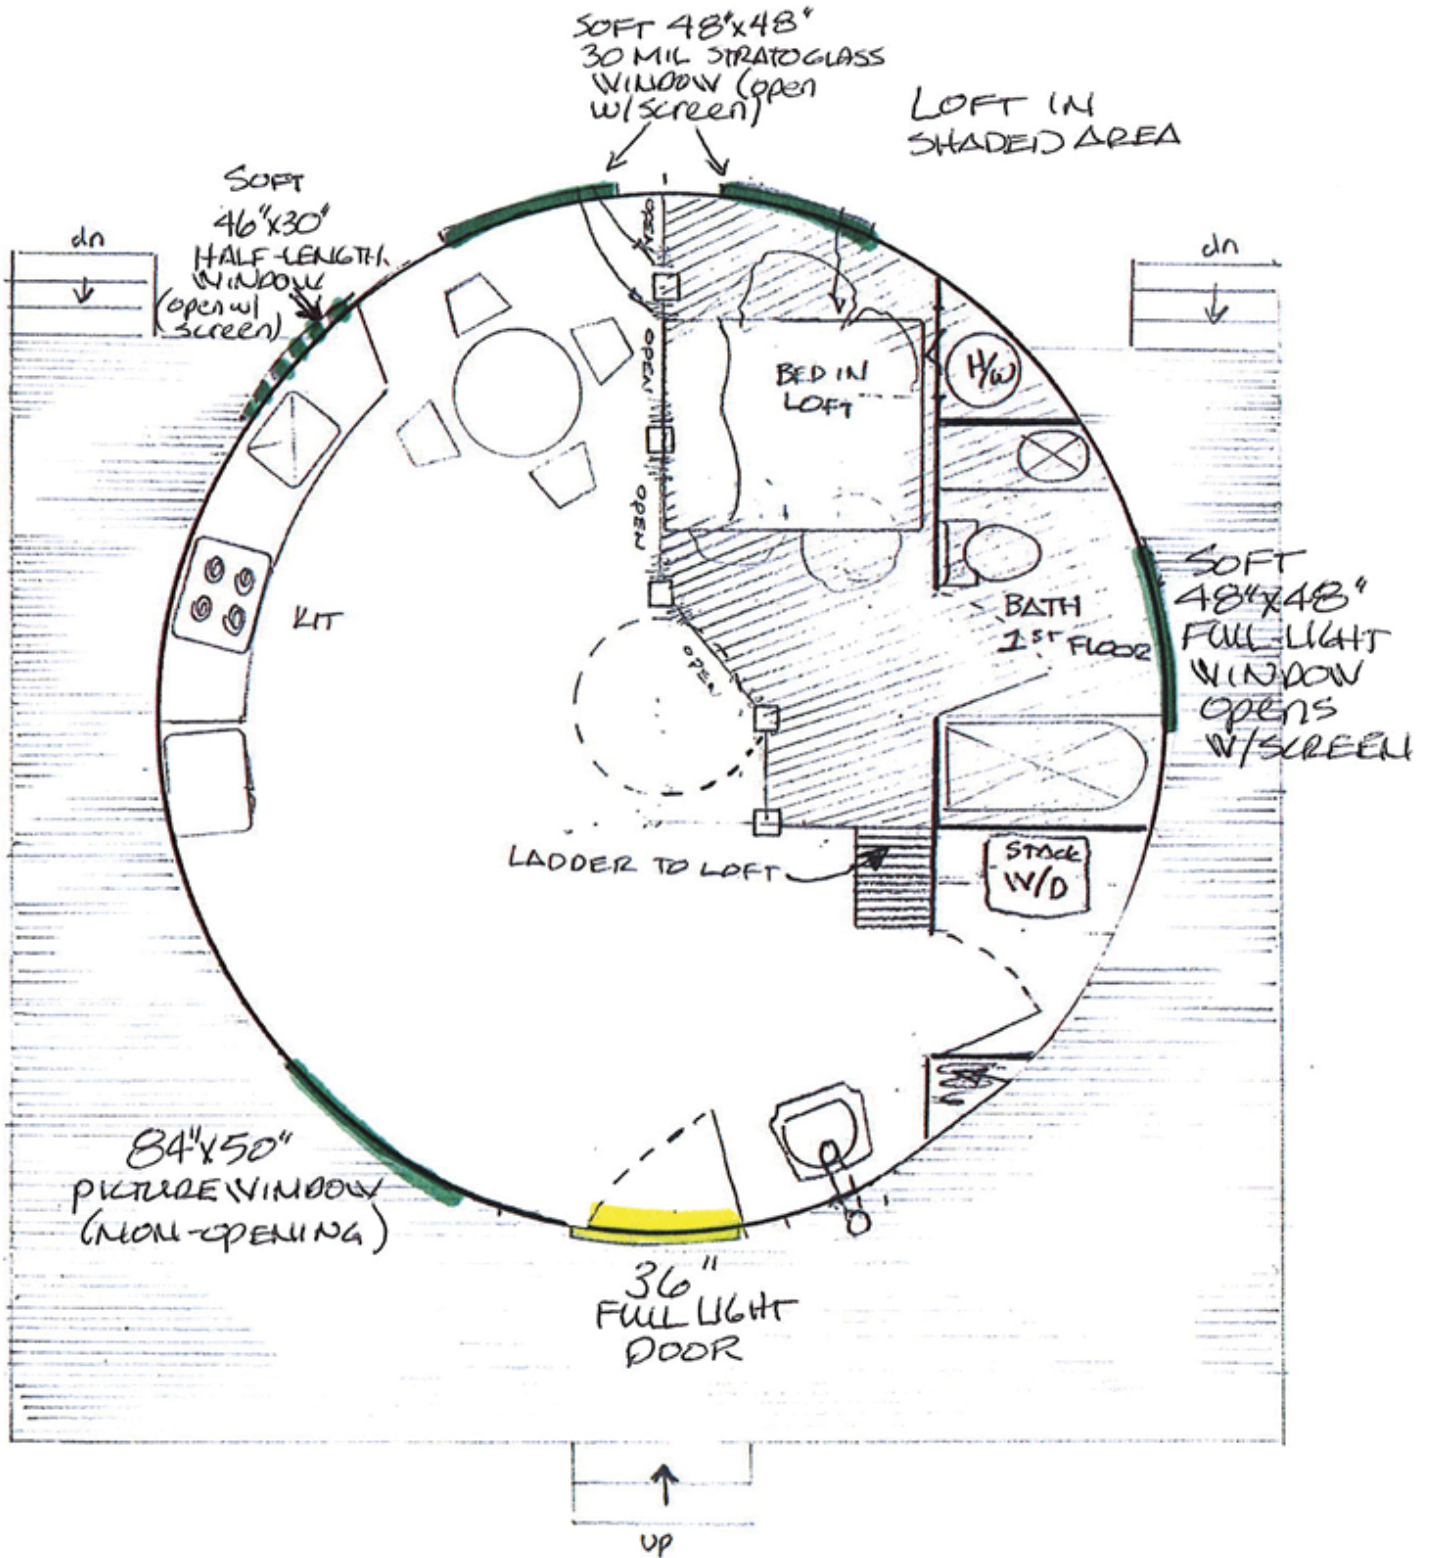 SOFT 48"x48"
30 MIL STRATOGLASS
WINDOW (open
w/screen)
LOFT IN
SHADED AREA
SOFT
46"x30"
HALF-LENGTH
WINDOW
(open w/
screen)
dn
dn
OPEN
OPEN
OPEN
OPEN
BED IN
LOFT
H/W
KIT
BATH
1ST FLOOR
SOFT
48"x48"
FULL-LIGHT
WINDOW
opens
W/SCREEN
LADDER TO LOFT
STACK
W/D
84"x50"
PICTURE WINDOW
(NON-OPENING)
36"
FULL LIGHT
DOOR
UP